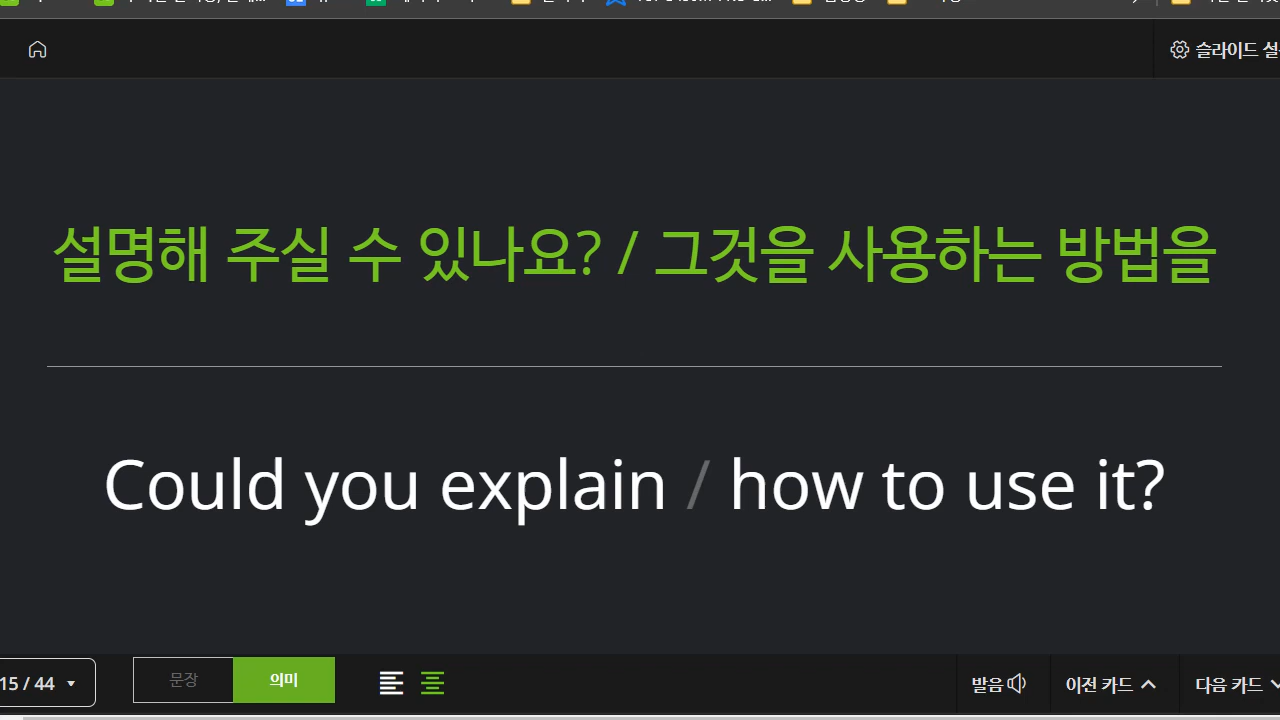 슬라이드
설명해 주실 수 있나요? / 그것을 사용하는 방법을
Could you explain / how to use it?
15 / 44 문장 의미 발음 이전 카드 다음 카드